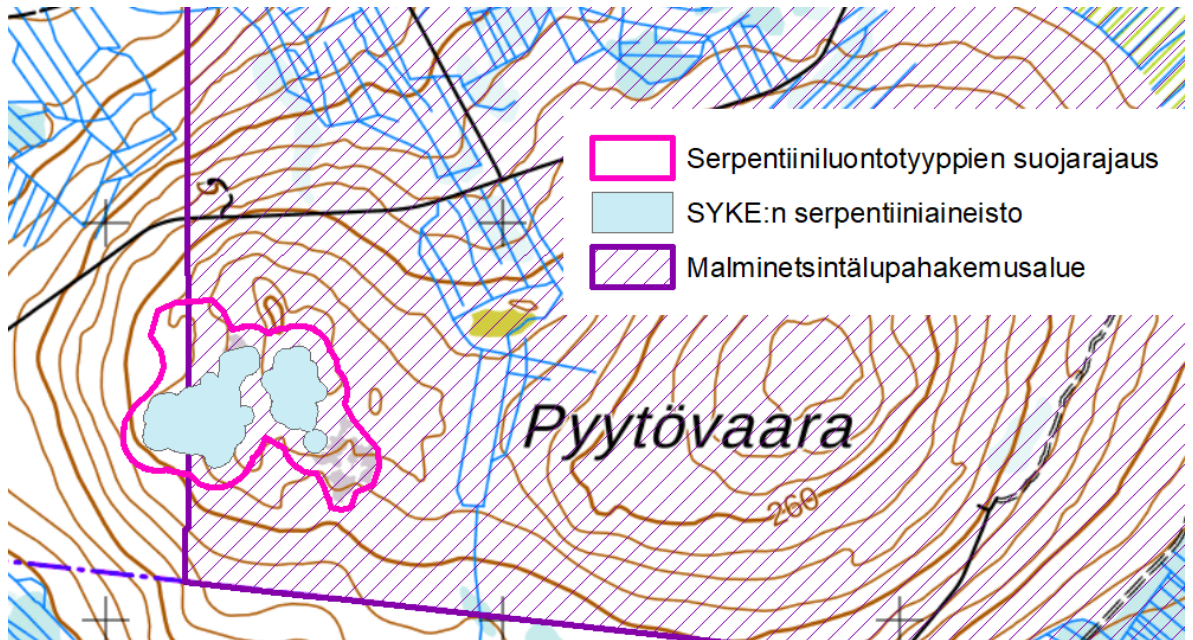 Serpentiiniluontotyyppien suojarajaus
SYKE:n serpentiiniaineisto
Malminetsintälupahakemusalue
Pyytövaara
260